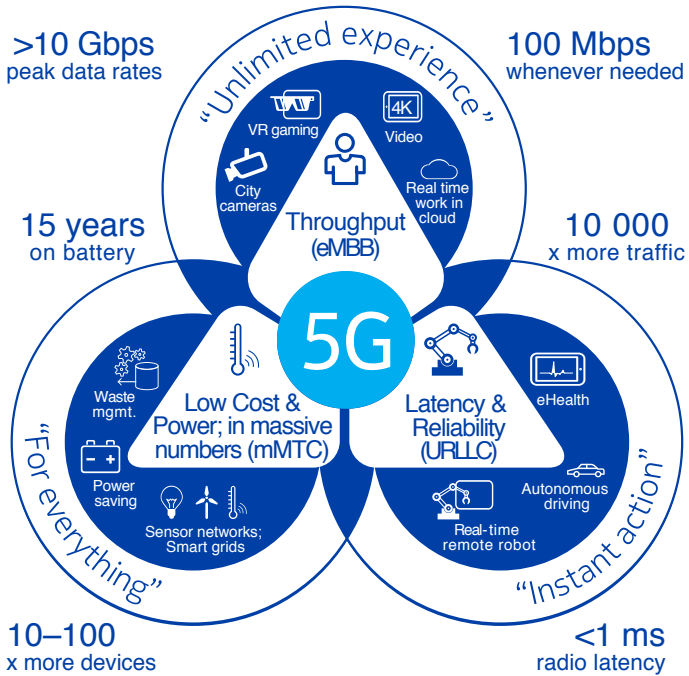 >10 Gbps
peak data rates
"Unlimited experience"
100 Mbps
whenever needed
VR gaming
4K
Video
City
cameras
Real time
work in
cloud
Throughput
(eMBB)
15 years
on battery
10 000
x more traffic
5G
Waste
mgmt.
Low Cost &
Power; in massive
numbers (mMTC)
Power
saving
Sensor networks;
Smart grids
"For everything"
Latency &
Reliability
(URLLC)
eHealth
Autonomous
driving
Real-time
remote robot
"Instant action"
10–100
x more devices
<1 ms
radio latency